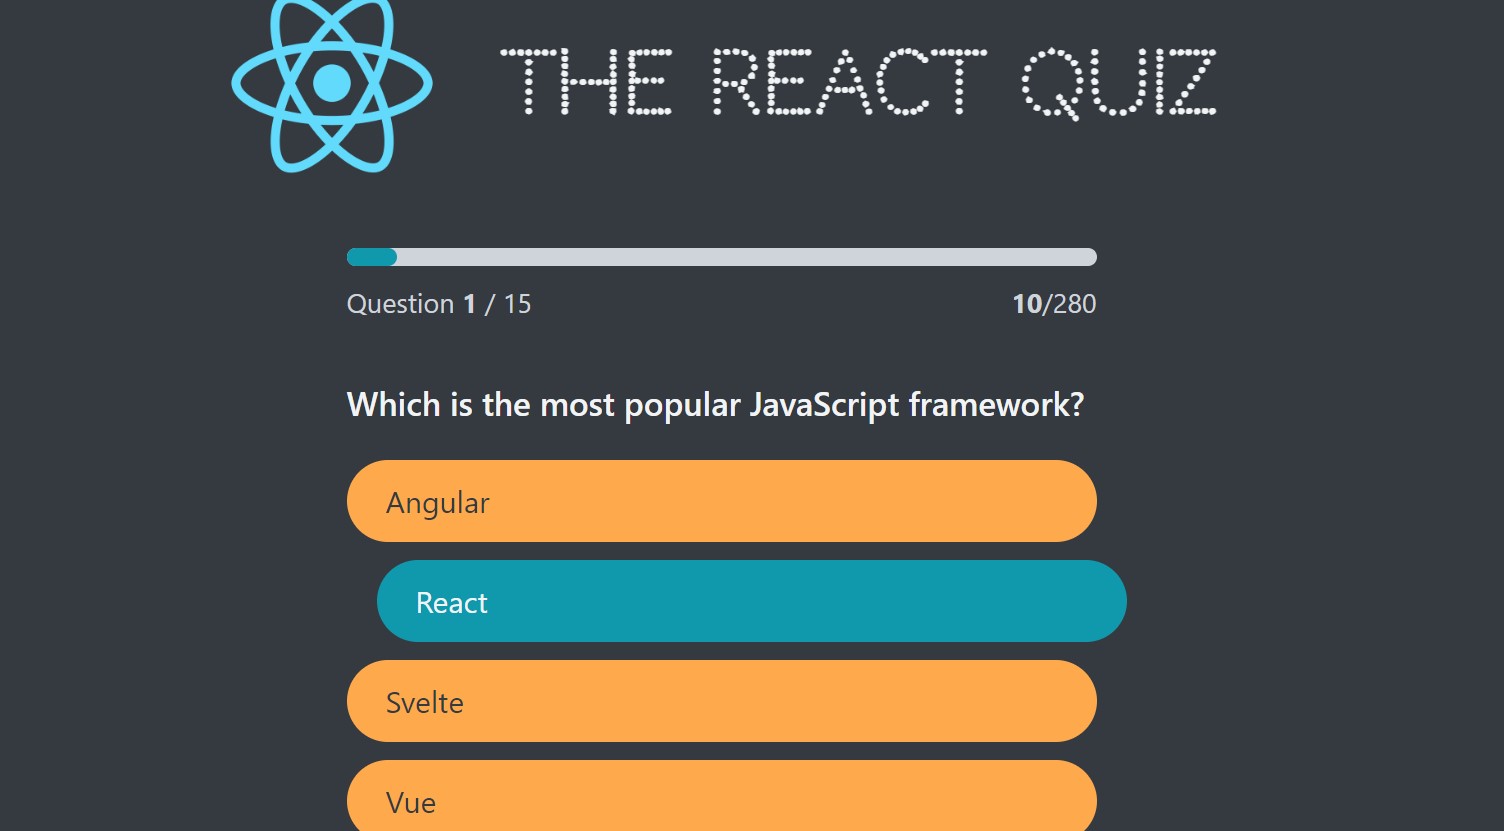 THE REACT QUIZ
Question 1 / 15
10/280
Which is the most popular JavaScript framework?
Angular
React
Svelte
Vue